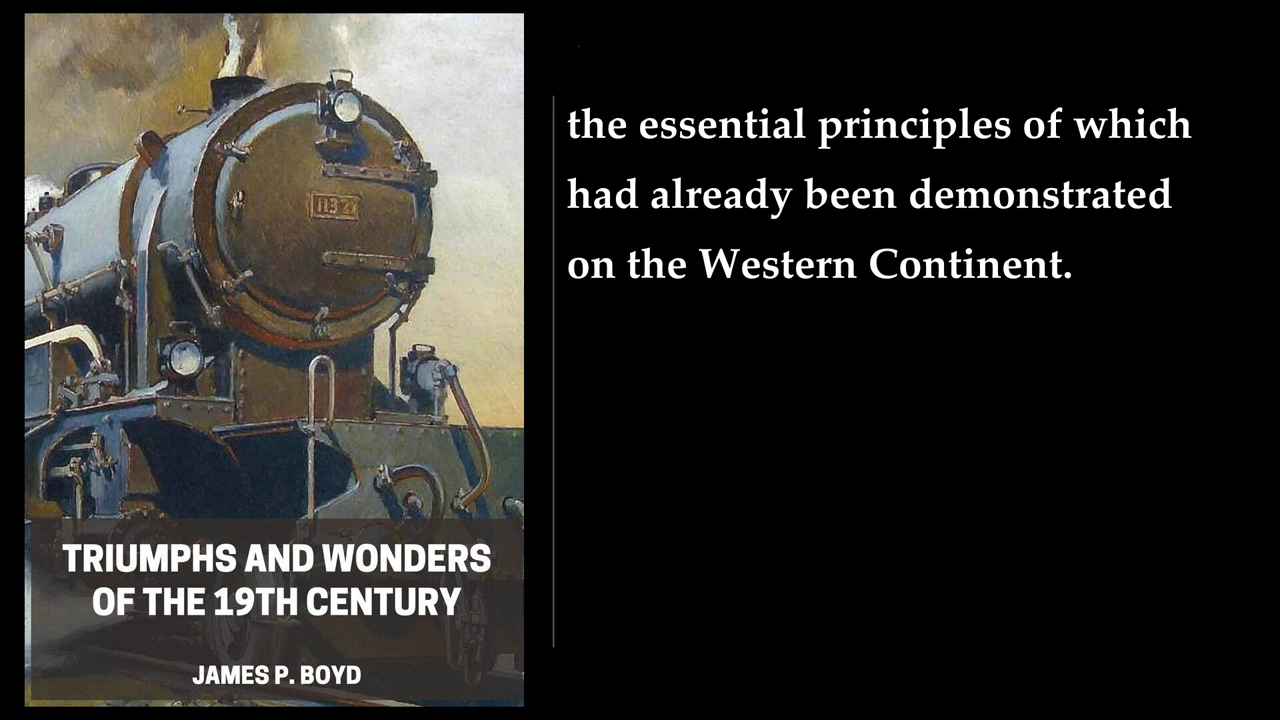 the essential principles of which
had already been demonstrated
on the Western Continent.
TRIUMPHS AND WONDERS
OF THE 19TH CENTURY
JAMES P. BOYD